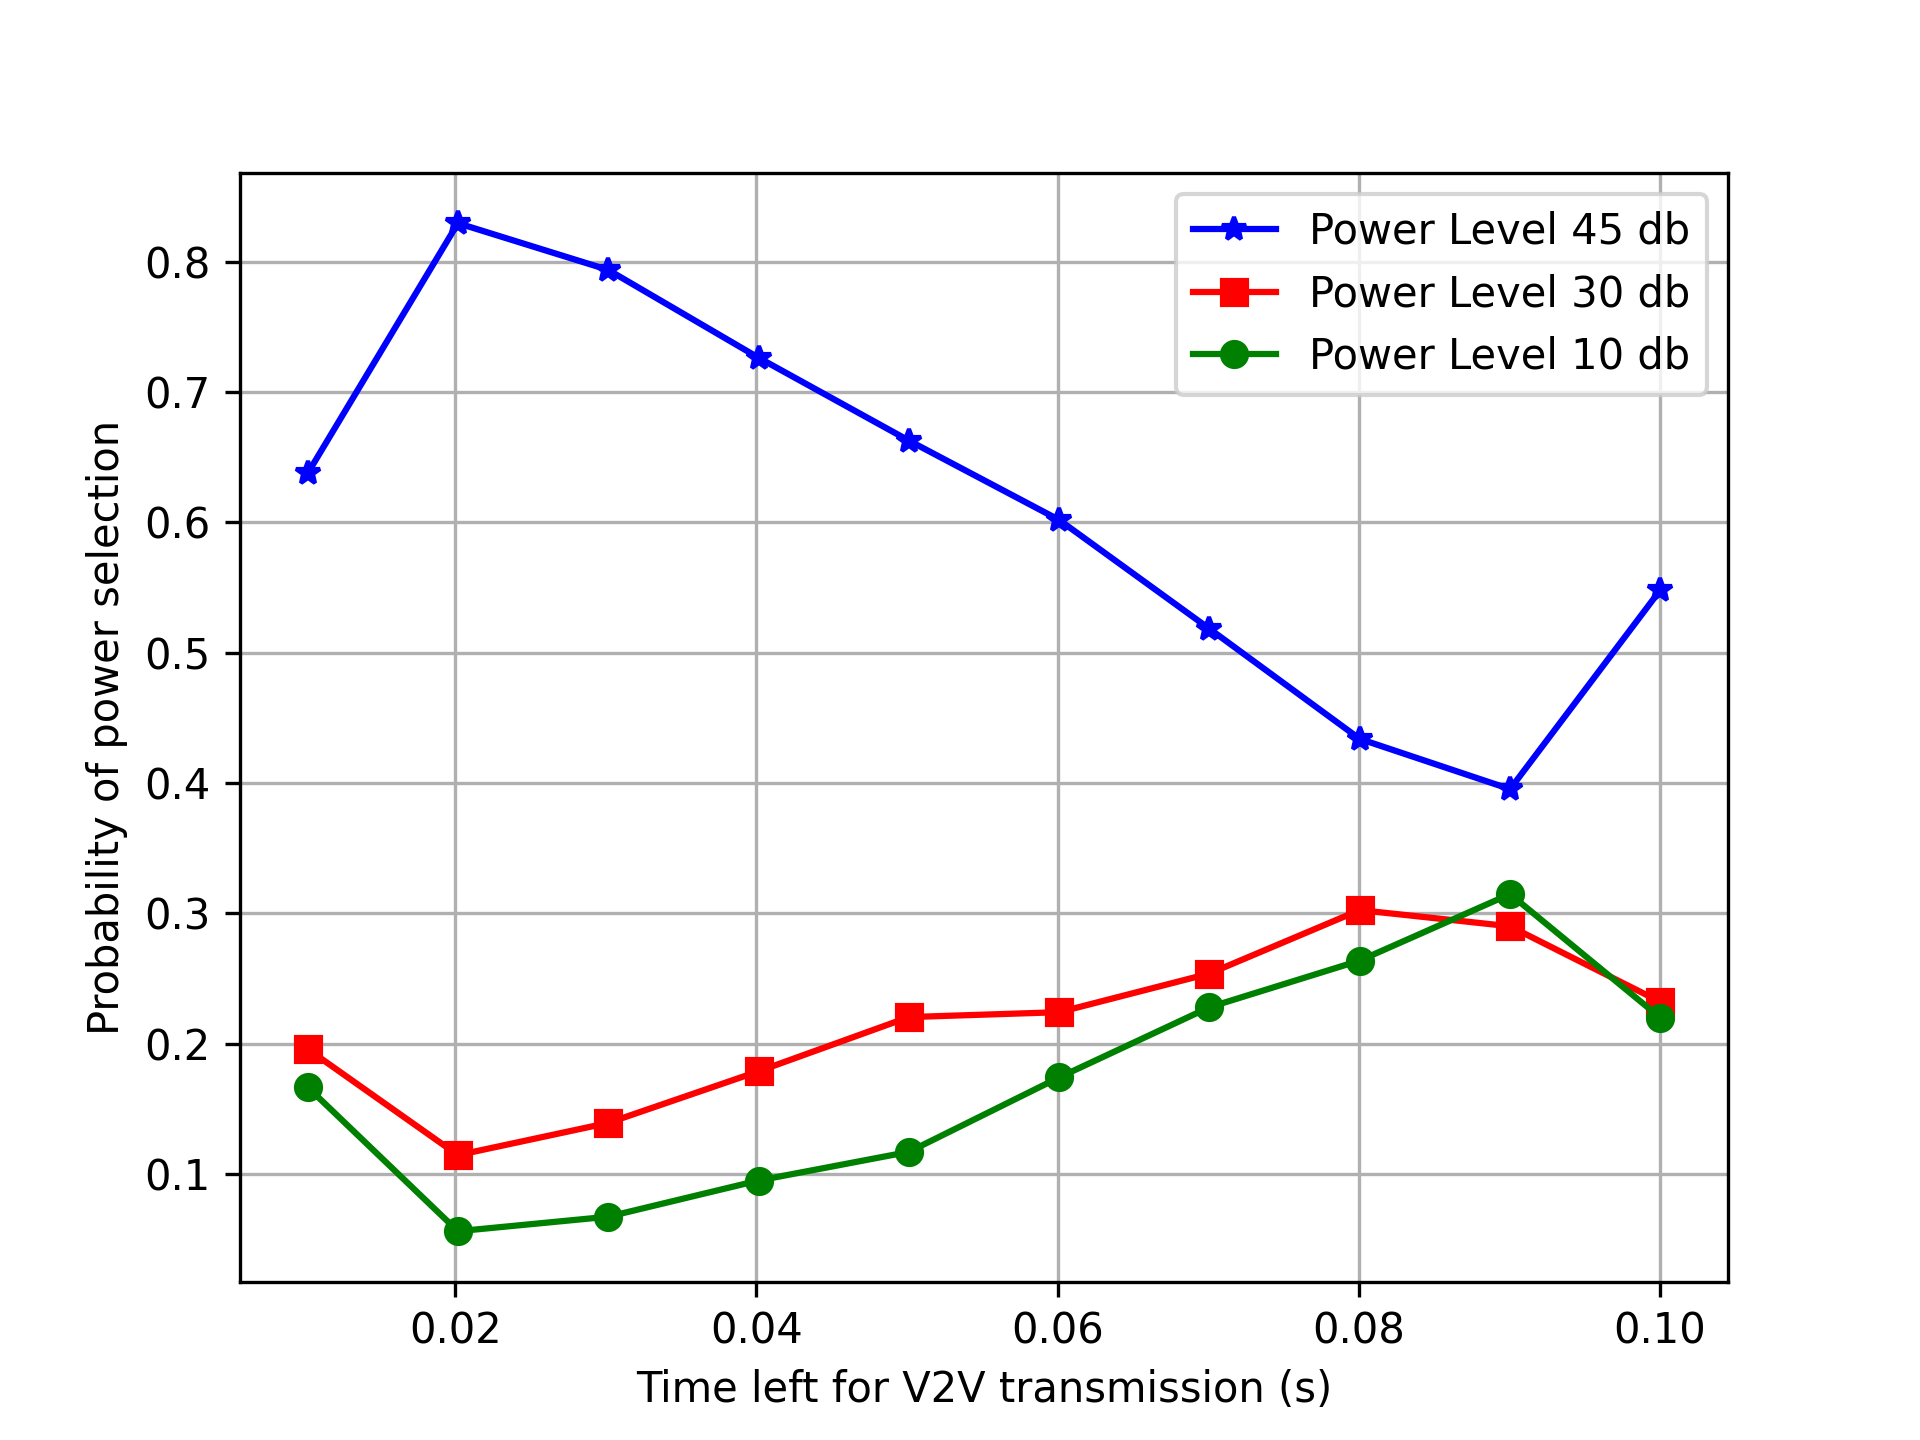 Power Level 45 db
Power Level 30 db
Power Level 10 db
0.8
0.7
0.6
0.5
0.4
0.3
0.2
0.1
Probability of power selection
0.02 0.04 0.06 0.08 0.10
Time left for V2V transmission (s)